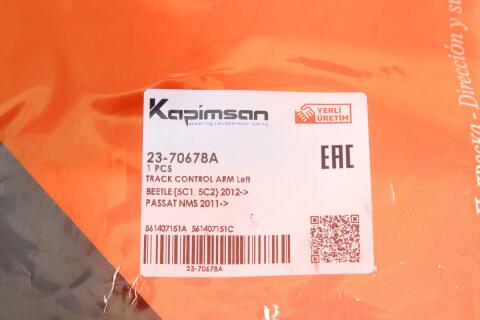 Kapimsan
steering & suspension parts
YERLİ
ÜRETİM
23-70678A
1 PCS
TRACK CONTROL ARM Left
BEETLE (5C1, 5C2) 2012->
PASSAT NMS 2011->
EAC
561407151A 561407151C
23-70678A
Dirección y su